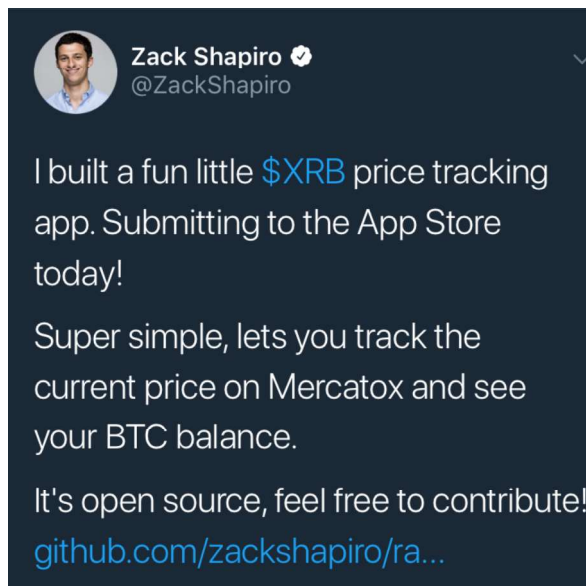 Zack Shapiro
@ZackShapiro
I built a fun little $XRB price tracking
app. Submitting to the App Store
today!
Super simple, lets you track the
current price on Mercatox and see
your BTC balance.
It's open source, feel free to contribute!
github.com/zackshapiro/ra...